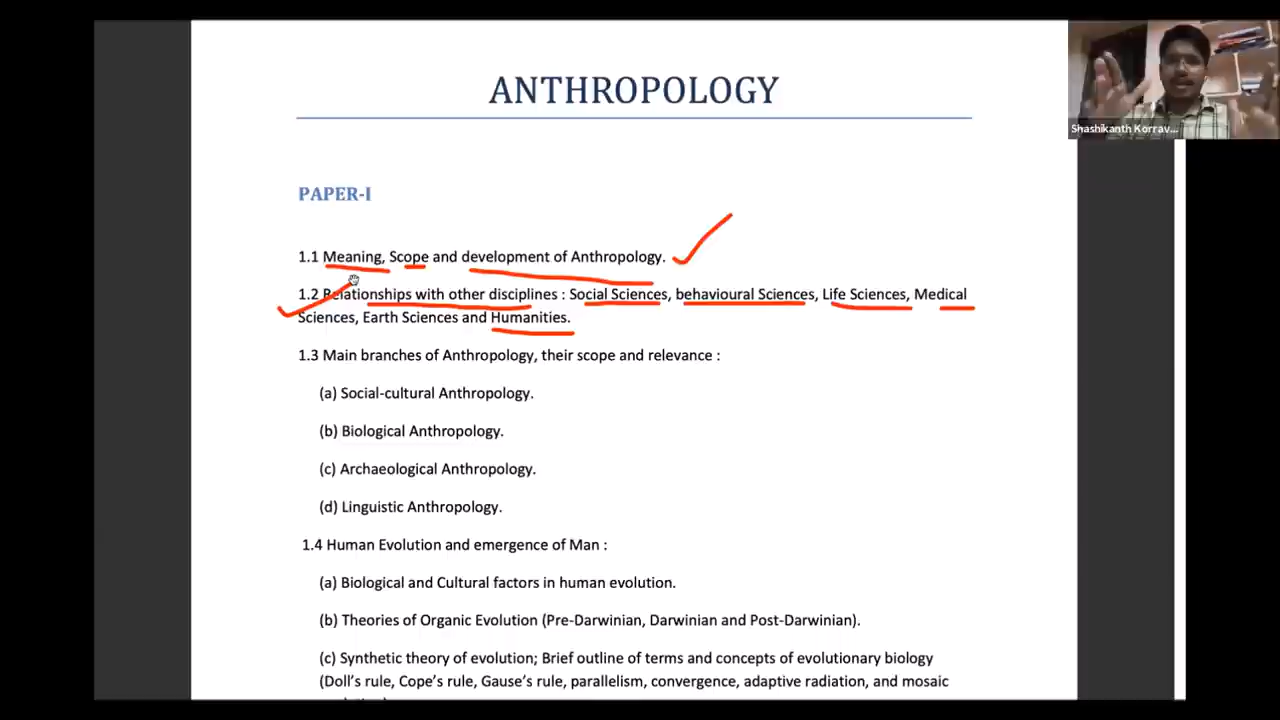 ANTHROPOLOGY
Shashikanth Korrav...
PAPER-I
1.1 Meaning, Scope and development of Anthropology.
1.2 Relationships with other disciplines : Social Sciences, behavioural Sciences, Life Sciences, Medical
Sciences, Earth Sciences and Humanities.
1.3 Main branches of Anthropology, their scope and relevance :
(a) Social-cultural Anthropology.
(b) Biological Anthropology.
(c) Archaeological Anthropology.
(d) Linguistic Anthropology.
1.4 Human Evolution and emergence of Man :
(a) Biological and Cultural factors in human evolution.
(b) Theories of Organic Evolution (Pre-Darwinian, Darwinian and Post-Darwinian).
(c) Synthetic theory of evolution; Brief outline of terms and concepts of evolutionary biology
(Doll’s rule, Cope’s rule, Gause’s rule, parallelism, convergence, adaptive radiation, and mosaic